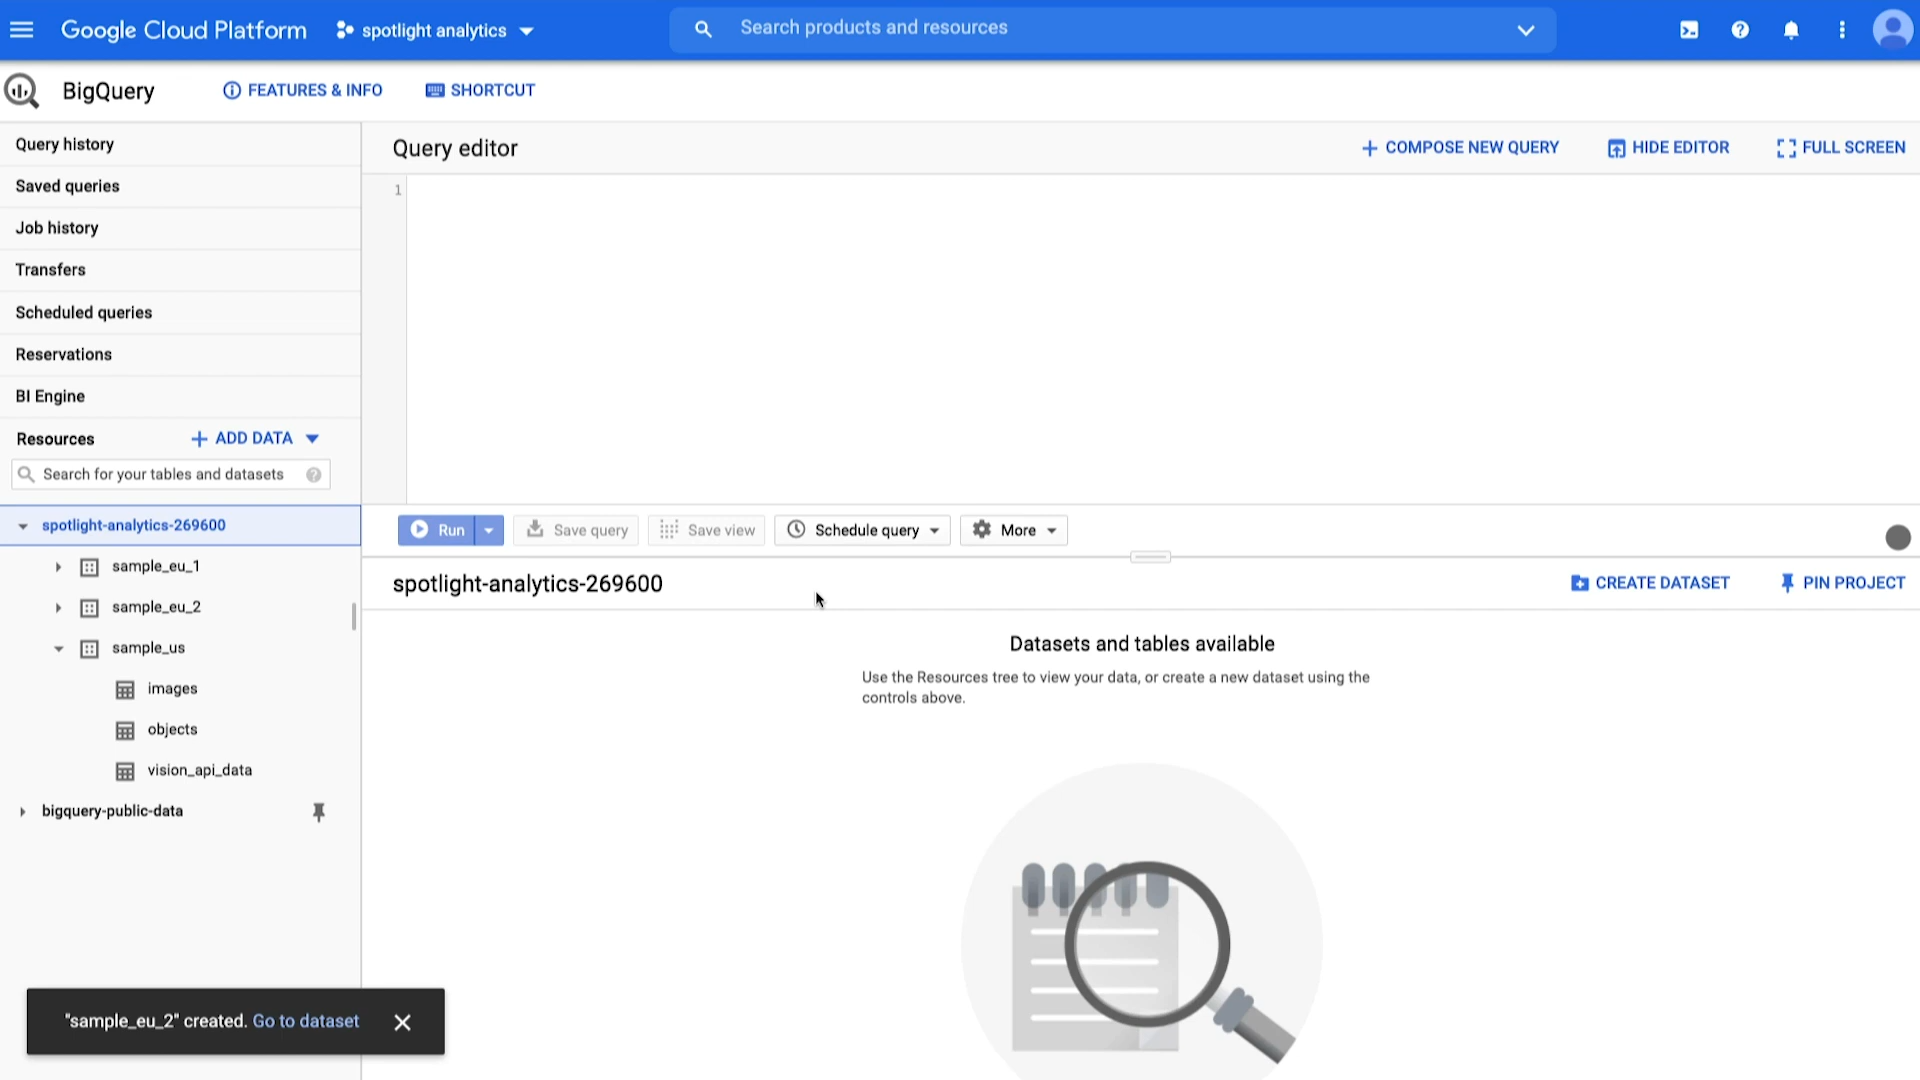 Google Cloud Platform
spotlight analytics
Search products and resources
BigQuery
FEATURES & INFO
SHORTCUT
Query history
Saved queries
Job history
Transfers
Scheduled queries
Reservations
BI Engine
Resources
ADD DATA
Search for your tables and datasets
spotlight-analytics-269600
sample_eu_1
sample_eu_2
sample_us
images
objects
vision_api_data
bigquery-public-data
Query editor
COMPOSE NEW QUERY
HIDE EDITOR
FULL SCREEN
1
Run
Save query
Save view
Schedule query
More
spotlight-analytics-269600
CREATE DATASET
PIN PROJECT
Datasets and tables available
Use the Resources tree to view your data, or create a new dataset using the
controls above.
"sample_eu_2" created. Go to dataset